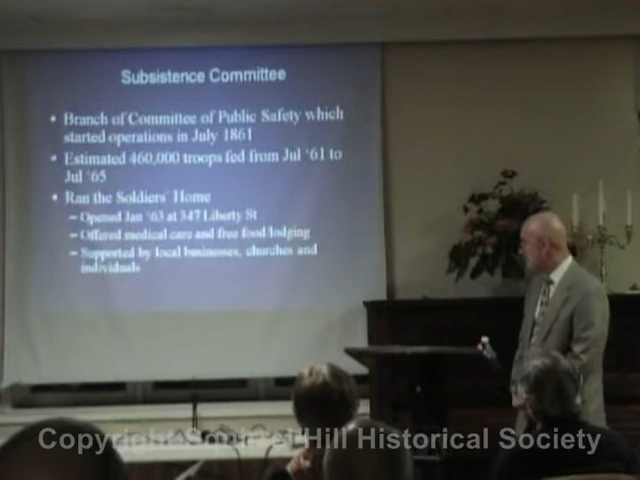 Subsistence Committee
• Branch of Committee of Public Safety which
started operations in July 1861
• Estimated 460,000 troops fed from Jul '61 to
Jul '65
• Ran the Soldiers' Home
– Opened Jan '63 at 347 Liberty St
– Offered medical care and free food/lodging
– Supported by local businesses, churches and
individuals
Copyright Squirrel Hill Historical Society